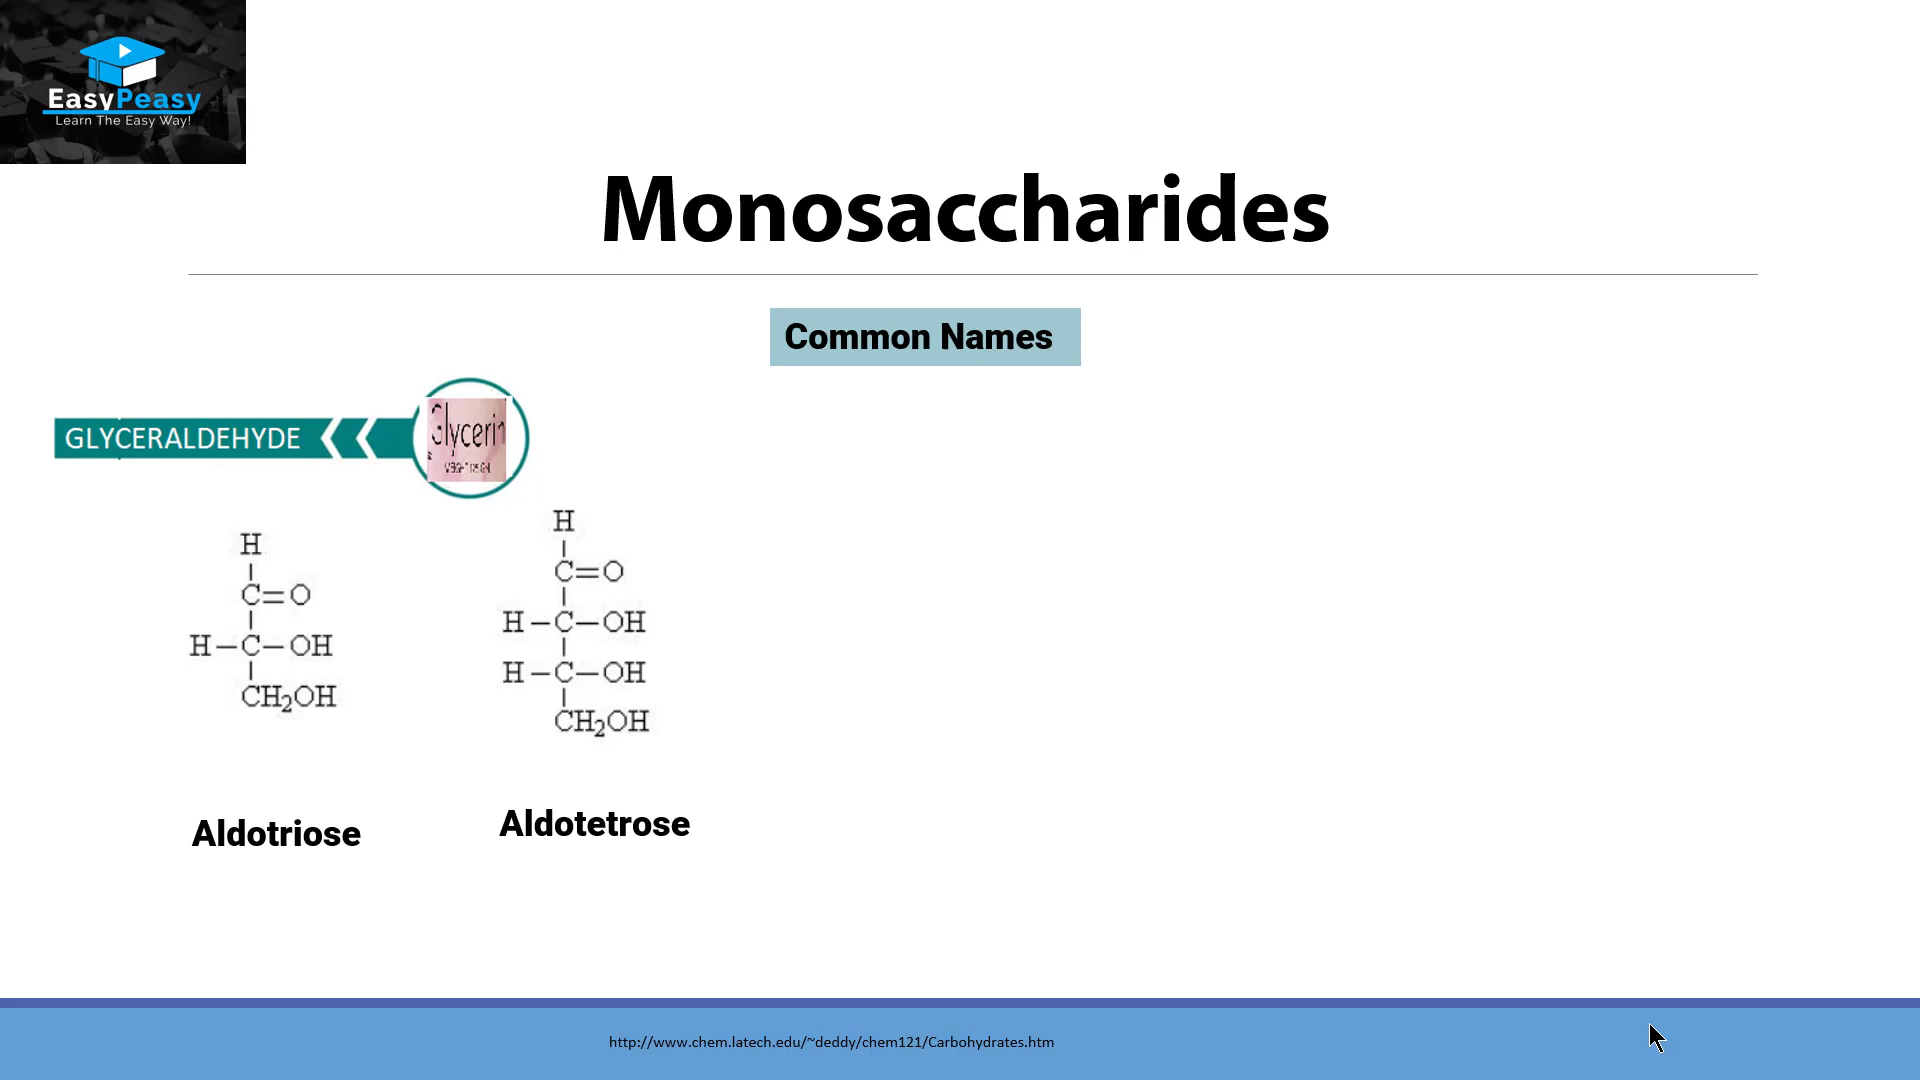 EasyPeasy
Learn The Easy Way!
Monosaccharides
Common Names
GLYCERALDEHYDE
Glycerin
H
C=O
H–C–OH
CH₂OH
H
C=O
H–C–OH
H–C–OH
CH₂OH
Aldotriose
Aldotetrose
http://www.chem.latech.edu/~deddy/chem121/Carbohydrates.htm